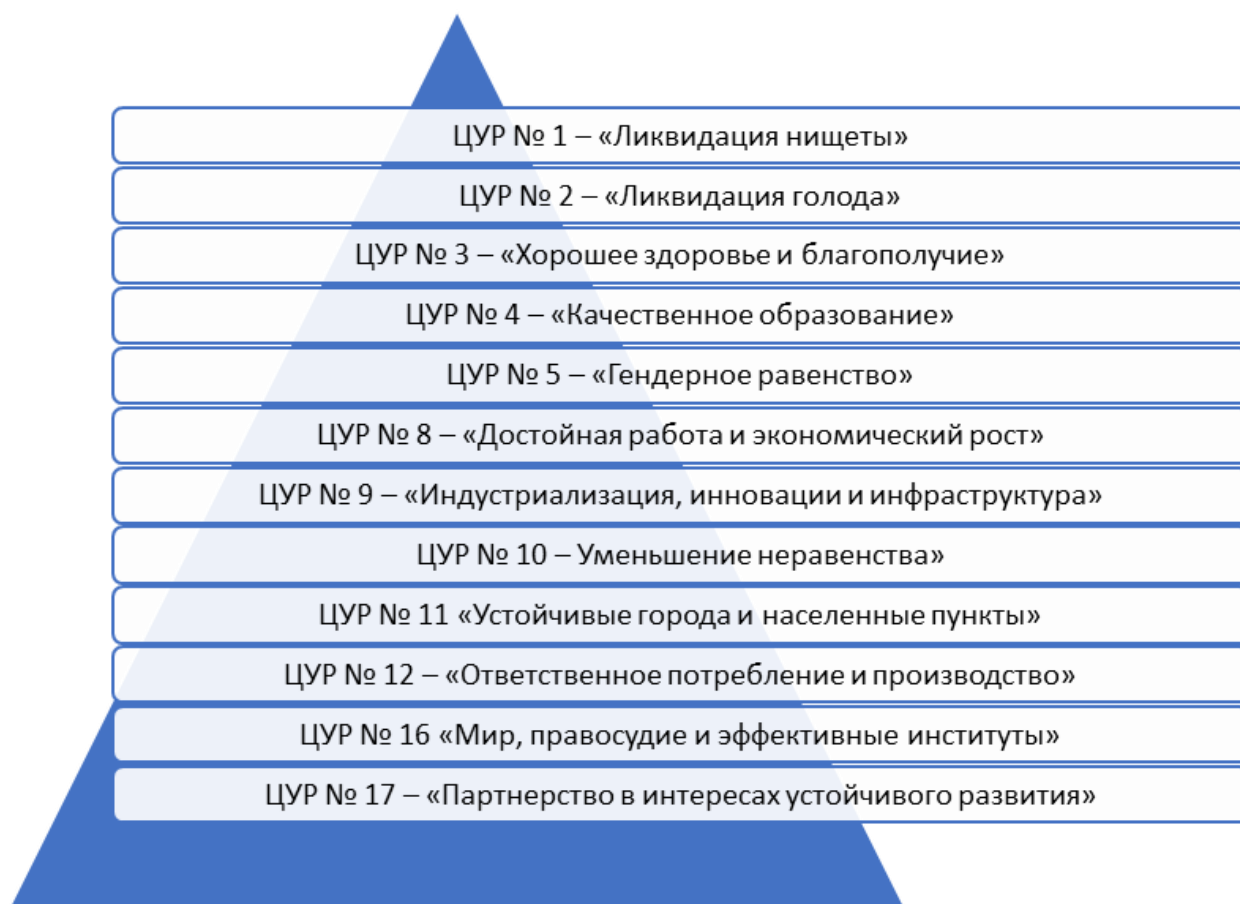 ЦУР № 1 – «Ликвидация нищеты»
ЦУР № 2 – «Ликвидация голода»
ЦУР № 3 – «Хорошее здоровье и благополучие»
ЦУР № 4 – «Качественное образование»
ЦУР № 5 – «Гендерное равенство»
ЦУР № 8 – «Достойная работа и экономический рост»
ЦУР № 9 – «Индустриализация, инновации и инфраструктура»
ЦУР № 10 – Уменьшение неравенства»
ЦУР № 11 «Устойчивые города и населенные пункты»
ЦУР № 12 – «Ответственное потребление и производство»
ЦУР № 16 «Мир, правосудие и эффективные институты»
ЦУР № 17 – «Партнерство в интересах устойчивого развития»